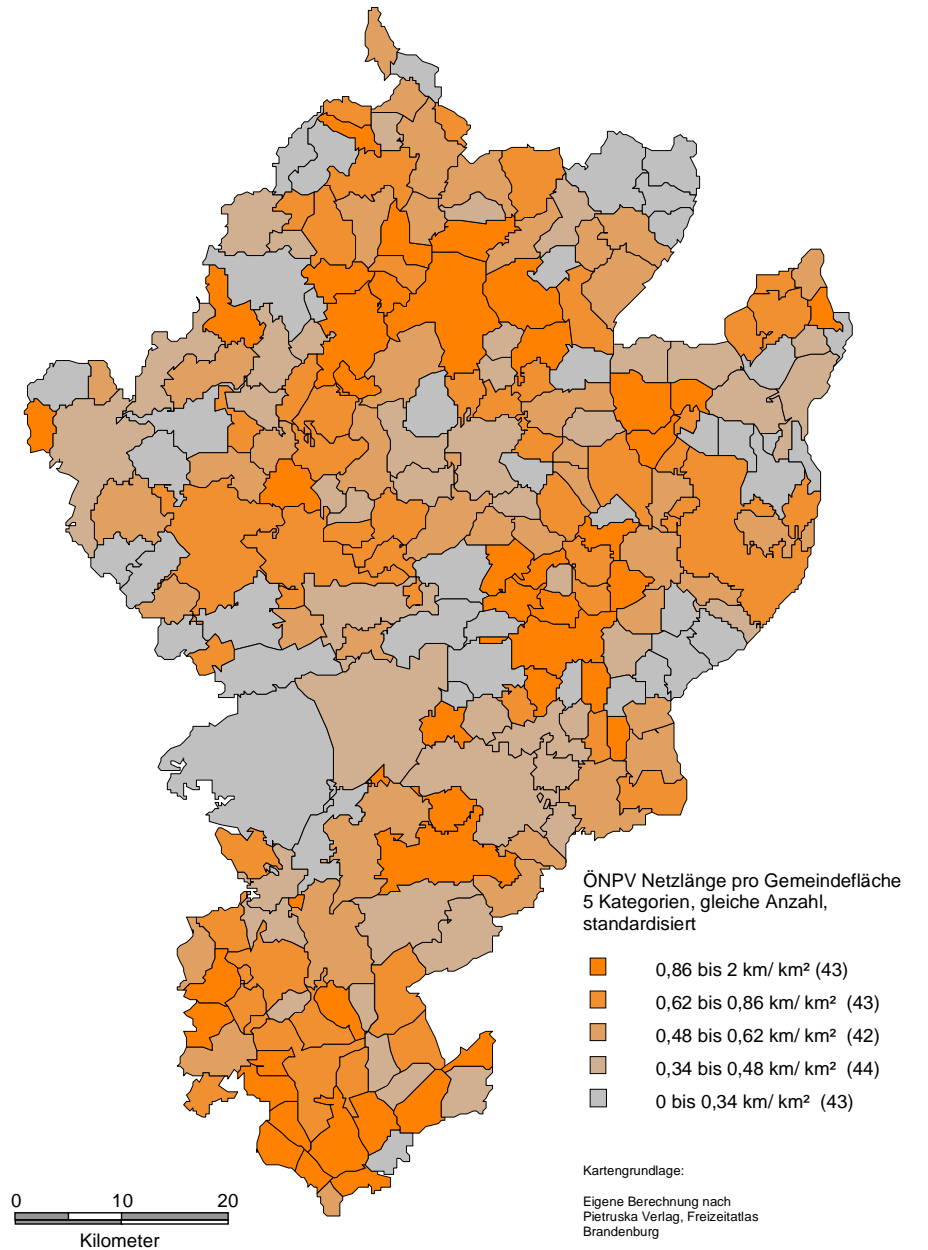 ÖNPV Netzlänge pro Gemeindefläche
5 Kategorien, gleiche Anzahl,
standardisiert
0,86 bis 2 km/ km² (43)
0,62 bis 0,86 km/ km² (43)
0,48 bis 0,62 km/ km² (42)
0,34 bis 0,48 km/ km² (44)
0 bis 0,34 km/ km² (43)
Kartengrundlage:
Eigene Berechnung nach
Pietruska Verlag, Freizeitatlas
Brandenburg
0 10 20
Kilometer